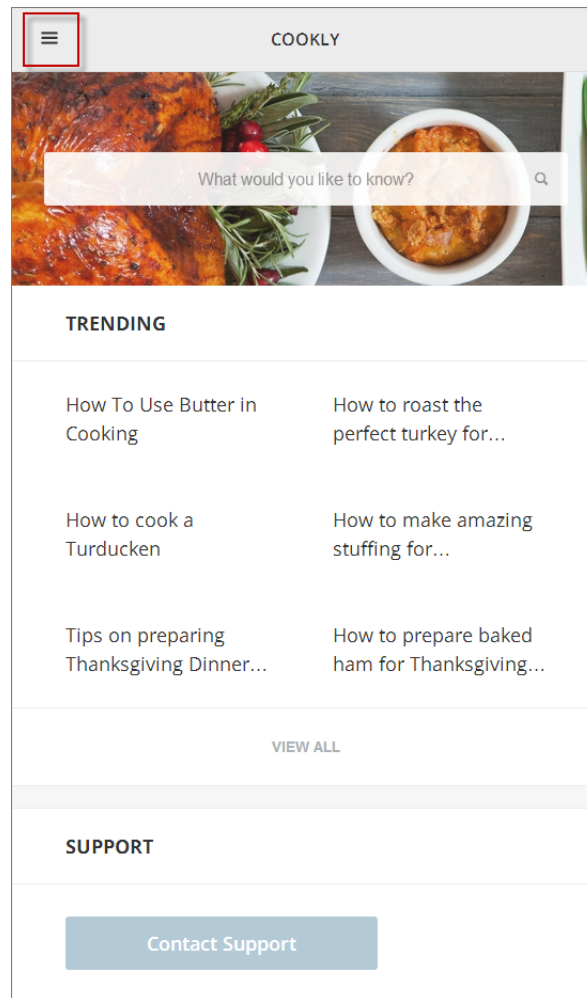 COOKLY
What would you like to know?
TRENDING
How To Use Butter in
Cooking
How to roast the
perfect turkey for...
How to cook a
Turducken
How to make amazing
stuffing for...
Tips on preparing
Thanksgiving Dinner...
How to prepare baked
ham for Thanksgiving...
VIEW ALL
SUPPORT
Contact Support